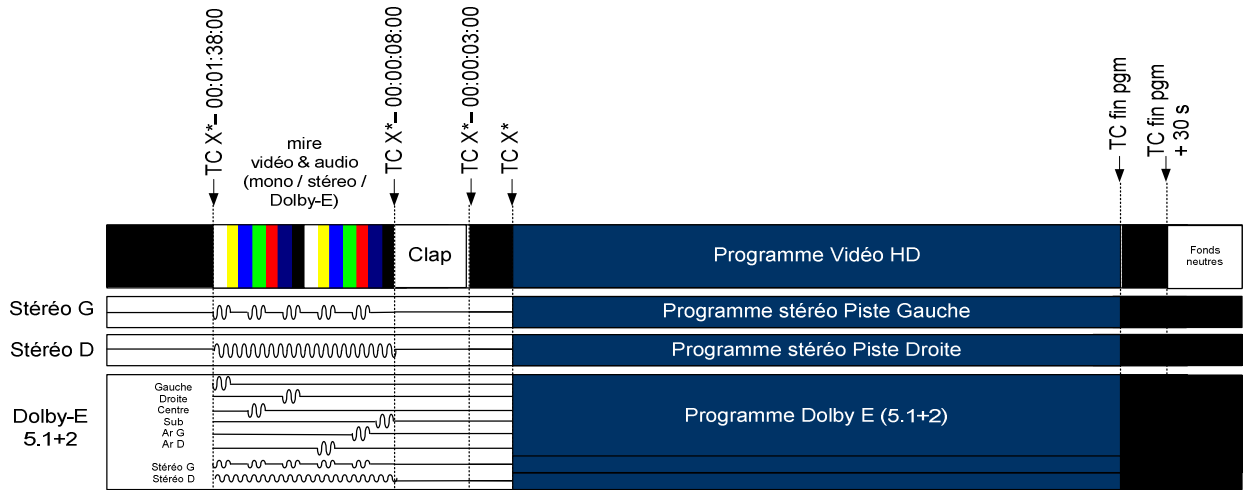 TC X*– 00:01:38:00
mire
vidéo & audio
(mono / stéreo /
Dolby-E)
TC X*– 00:00:08:00
TC X*– 00:00:03:00
TC X*
TC fin pgm
TC fin pgm
+ 30 s
Clap
Programme Vidéo HD
Fonds
neutres
Stéréo G
Programme stéréo Piste Gauche
Stéréo D
Programme stéréo Piste Droite
Dolby-E
5.1+2
Gauche
Droite
Centre
Sub
Ar G
Ar D
Stéréo G
Stéréo D
Programme Dolby E (5.1+2)